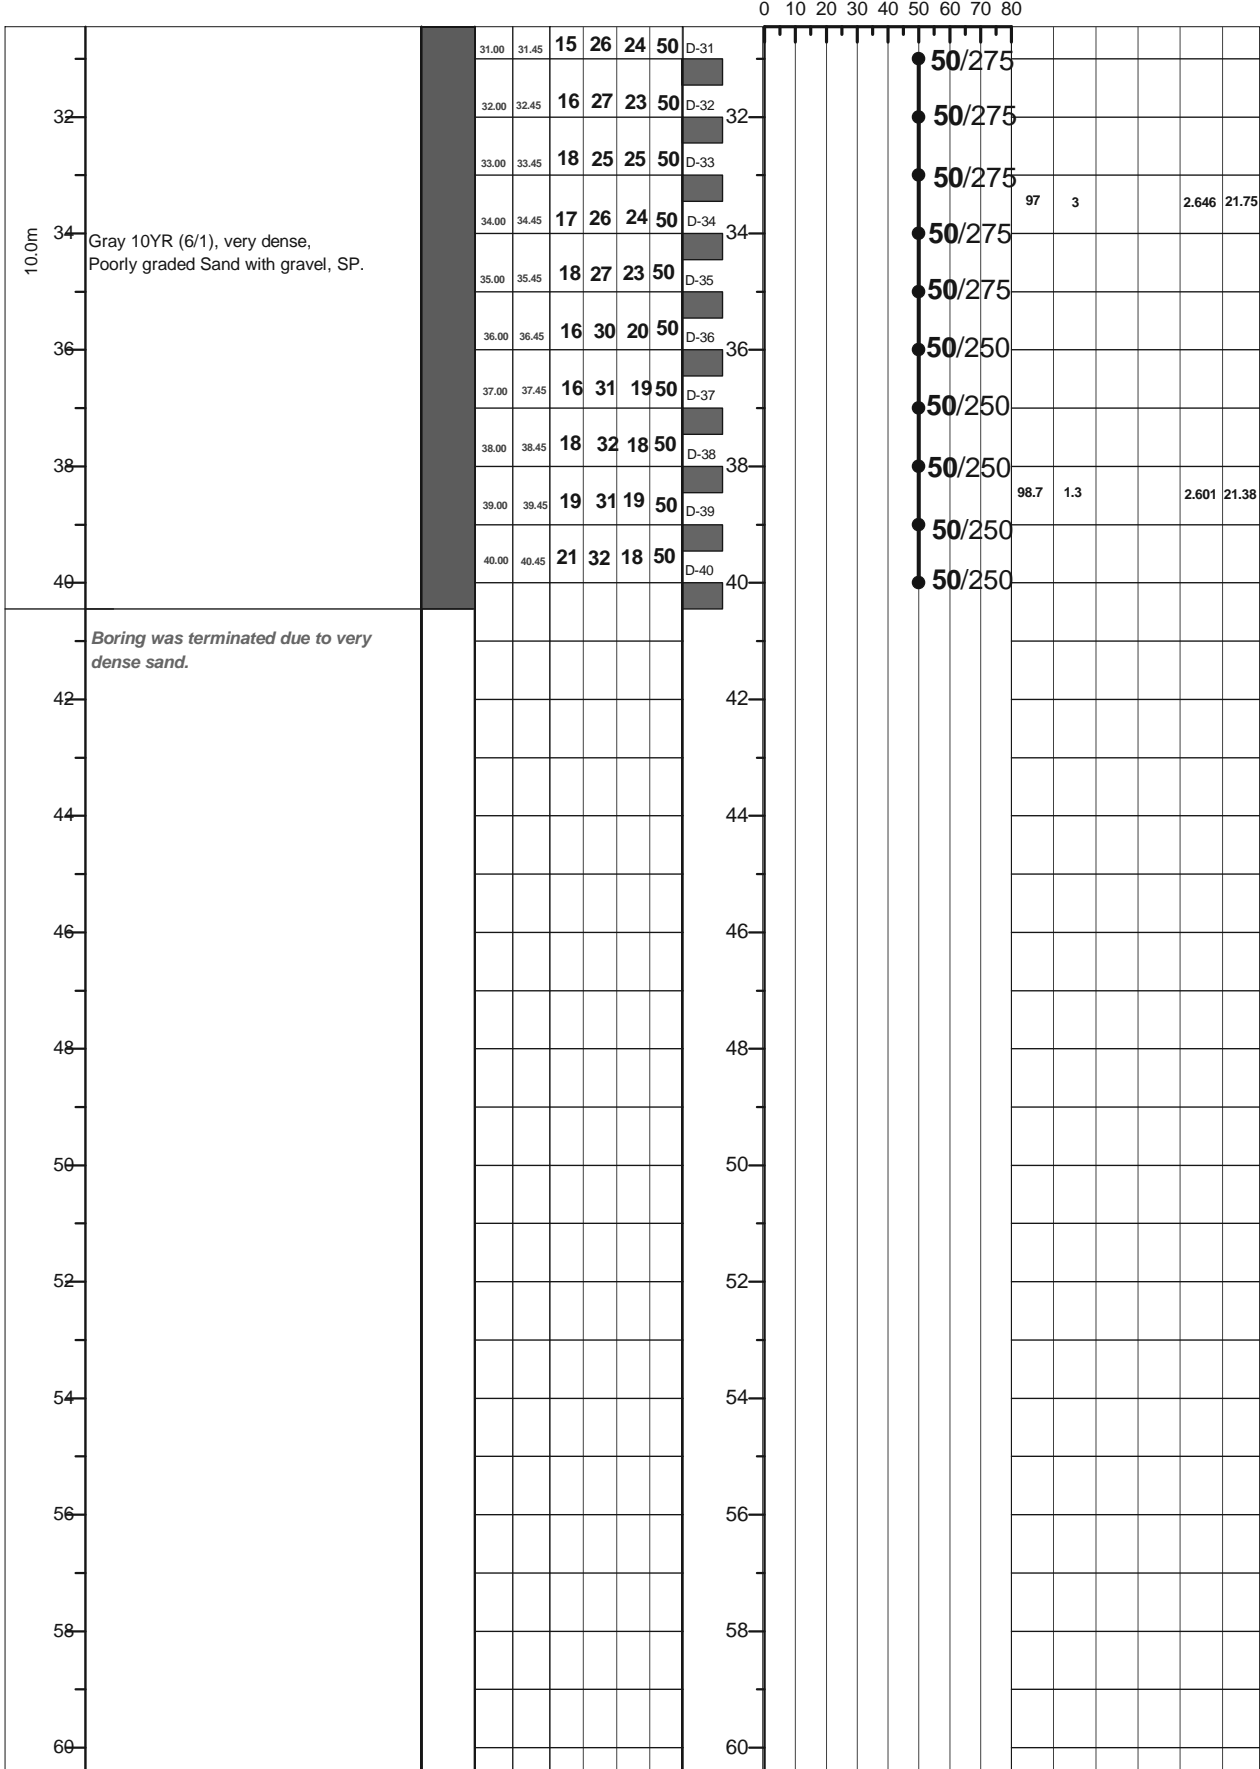 0 10 20 30 40 50 60 70 80
31.00 31.45 15 26 24 50 D-31 50/275
32 32.00 32.45 16 27 23 50 D-32 32 50/275
33.00 33.45 18 25 25 50 D-33 50/275
97 3 2.646 21.75
34 34.00 34.45 17 26 24 50 D-34 34 50/275
10.0m
Gray 10YR (6/1), very dense,
Poorly graded Sand with gravel, SP.
35.00 35.45 18 27 23 50 D-35 50/275
36 36.00 36.45 16 30 20 50 D-36 36 50/250
37.00 37.45 16 31 19 50 D-37 50/250
38 38.00 38.45 18 32 18 50 D-38 38 50/250
98.7 1.3 2.601 21.38
39.00 39.45 19 31 19 50 D-39 50/250
40 40.00 40.45 21 32 18 50 D-40 40 50/250
Boring was terminated due to very
dense sand.
42 42
44 44
46 46
48 48
50 50
52 52
54 54
56 56
58 58
60 60